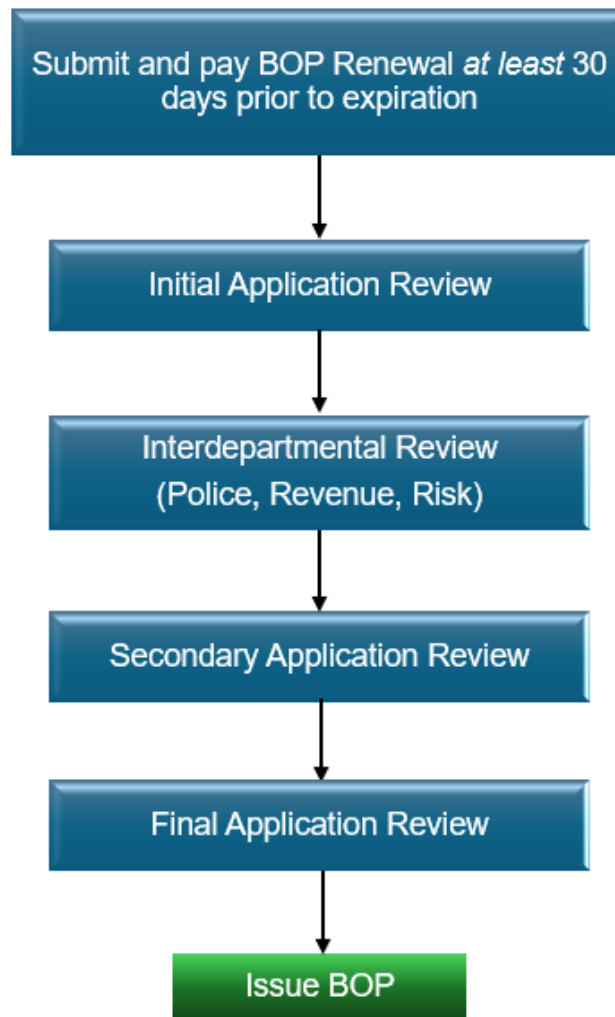 Submit and pay BOP Renewal at least 30
days prior to expiration
Initial Application Review
Interdepartmental Review
(Police, Revenue, Risk)
Secondary Application Review
Final Application Review
Issue BOP